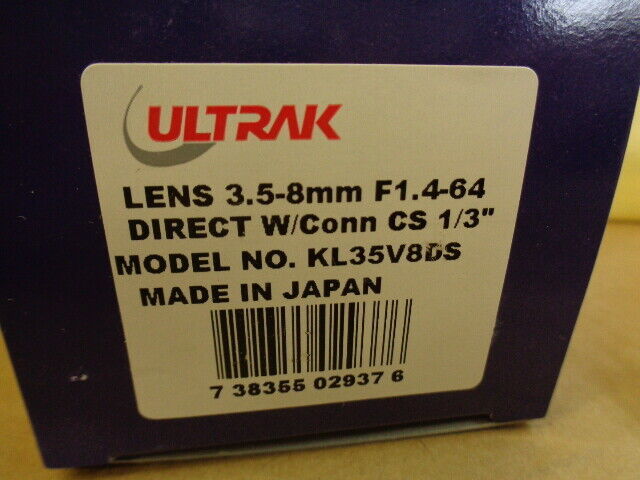 ULTRAK
LENS 3.5-8mm F1.4-64
DIRECT W/Conn CS 1/3"
MODEL NO. KL35V8DS
MADE IN JAPAN
7 38355 02937 6